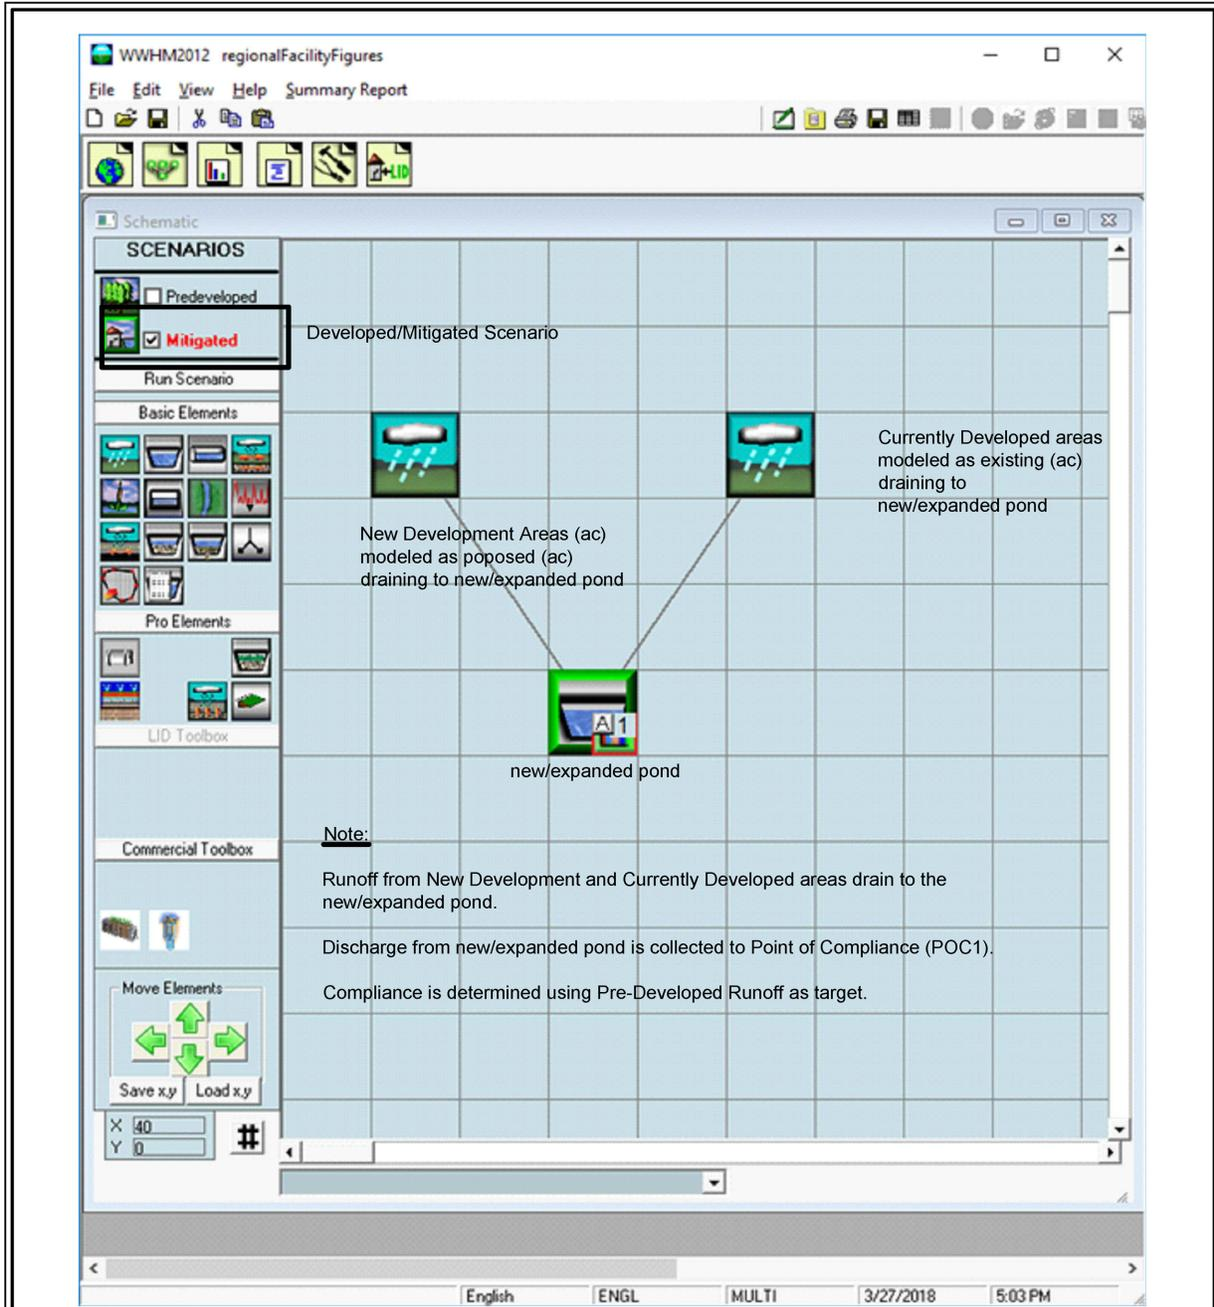 WWHM2012 regionalFacilityFigures
File Edit View Help Summary Report
LID
Schematic
SCENARIOS
Predeveloped
Mitigated
Developed/Mitigated Scenario
Run Scenario
Basic Elements
Currently Developed areas
modeled as existing (ac)
draining to
new/expanded pond
New Development Areas (ac)
modeled as poposed (ac)
draining to new/expanded pond
Pro Elements
LID Toolbox
A 1
new/expanded pond
Note:
Commercial Toolbox
Runoff from New Development and Currently Developed areas drain to the
new/expanded pond.
Discharge from new/expanded pond is collected to Point of Compliance (POC1).
Compliance is determined using Pre-Developed Runoff as target.
Move Elements
Save x,y Load x,y
X 40
Y 0
#
English ENGL MULTI 3/27/2018 5:03 PM